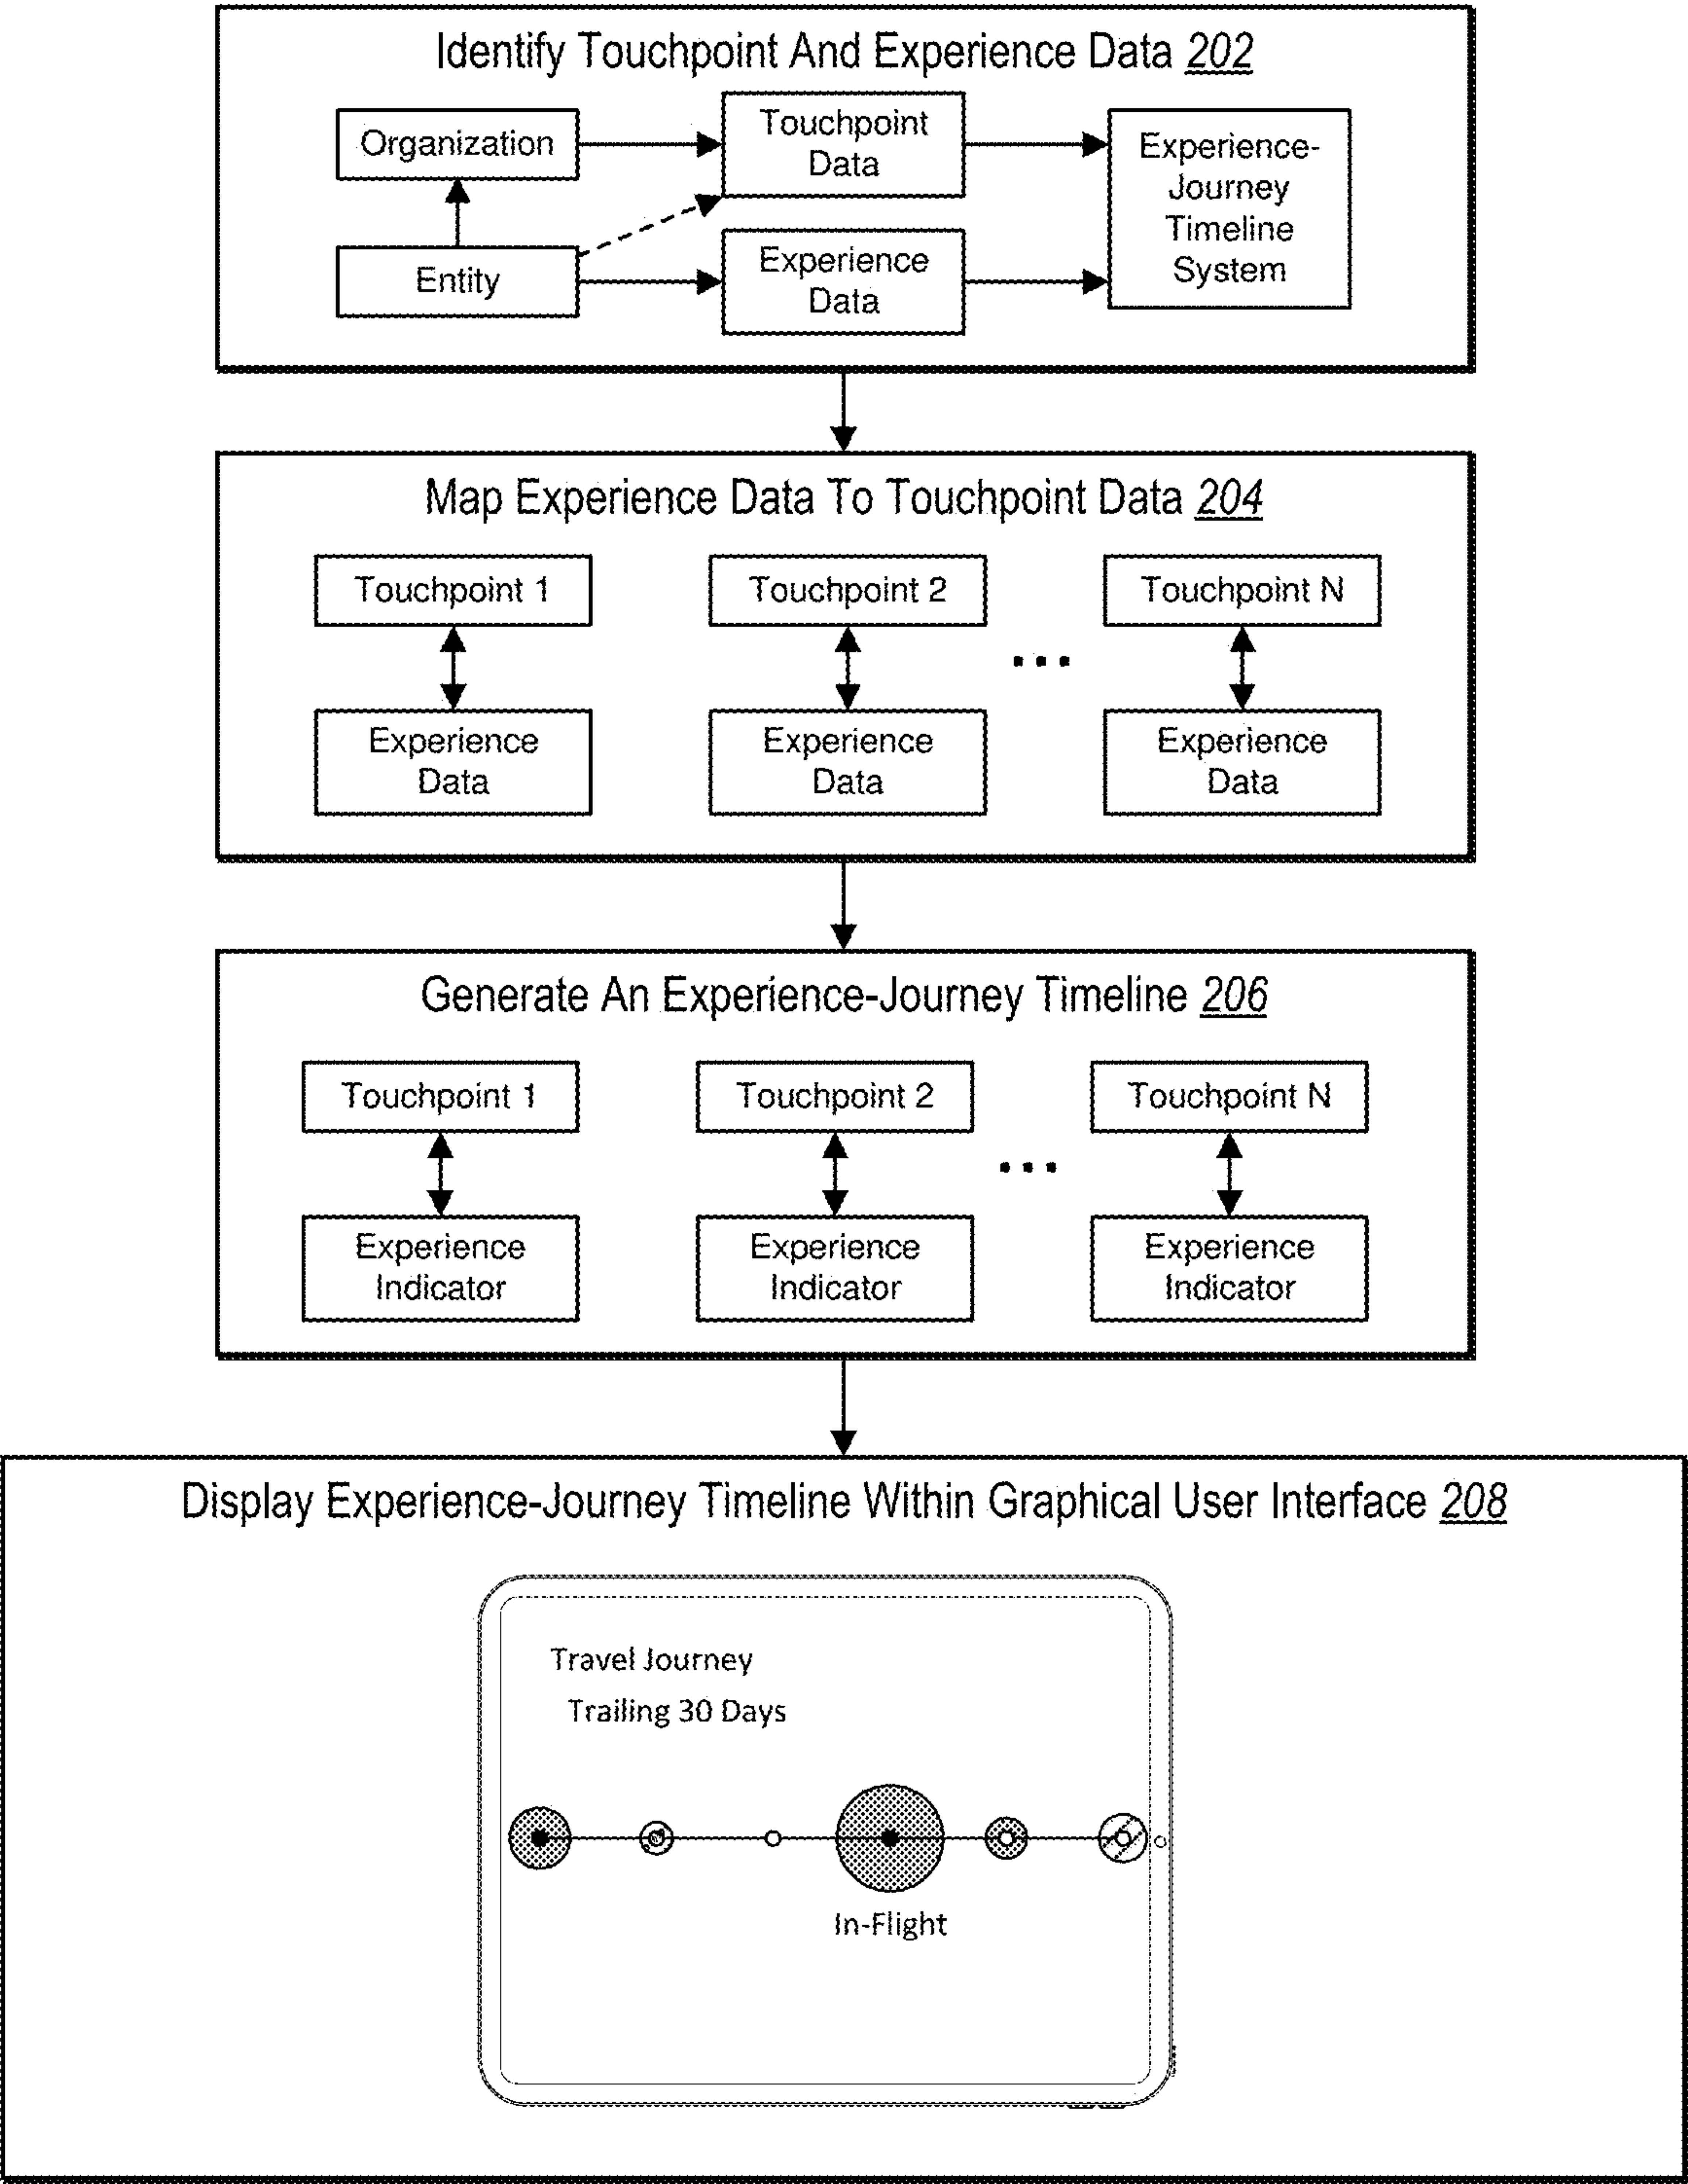 Identify Touchpoint And Experience Data 202
Organization
Touchpoint
Data
Experience-
Journey
Timeline
System
Entity
Experience
Data
Map Experience Data To Touchpoint Data 204
Touchpoint 1
Touchpoint 2
Touchpoint N
...
Experience
Data
Experience
Data
Experience
Data
Generate An Experience-Journey Timeline 206
Touchpoint 1
Touchpoint 2
Touchpoint N
...
Experience
Indicator
Experience
Indicator
Experience
Indicator
Display Experience-Journey Timeline Within Graphical User Interface 208
Travel Journey
Trailing 30 Days
In-Flight